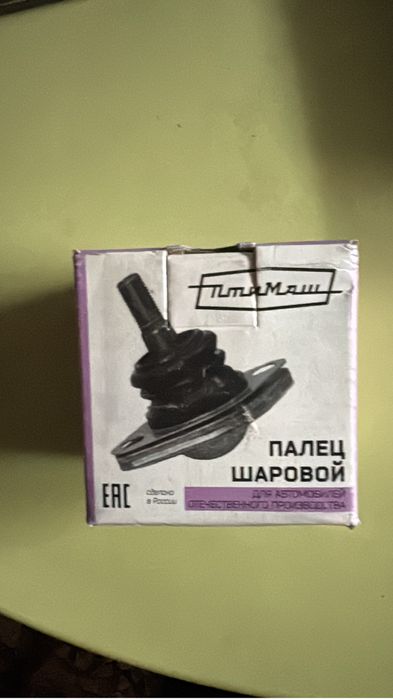 ПтиМаш
ПАЛЕЦ
ШАРОВОЙ
EAC
сделано
в России
ДЛЯ АВТОМОБИЛЕЙ
ОТЕЧЕСТВЕННОГО ПРОИЗВОДСТВА